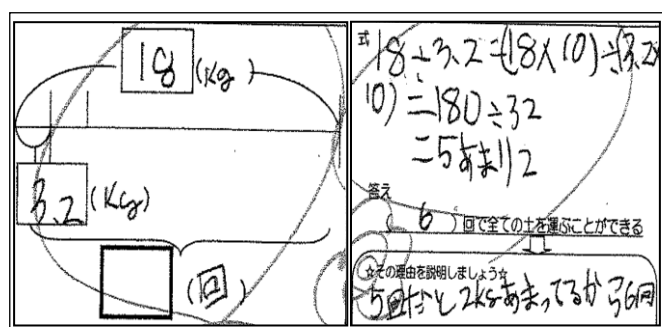 18(kg)
3.2(kg)
(回)
式 18÷3.2=(18×10)÷(3.2×
10)=180÷32
=5あまり2
答え
(6)回で全ての土を運ぶことができる
☆その理由を説明しましょう☆
5回だと2kgあまってるから6回